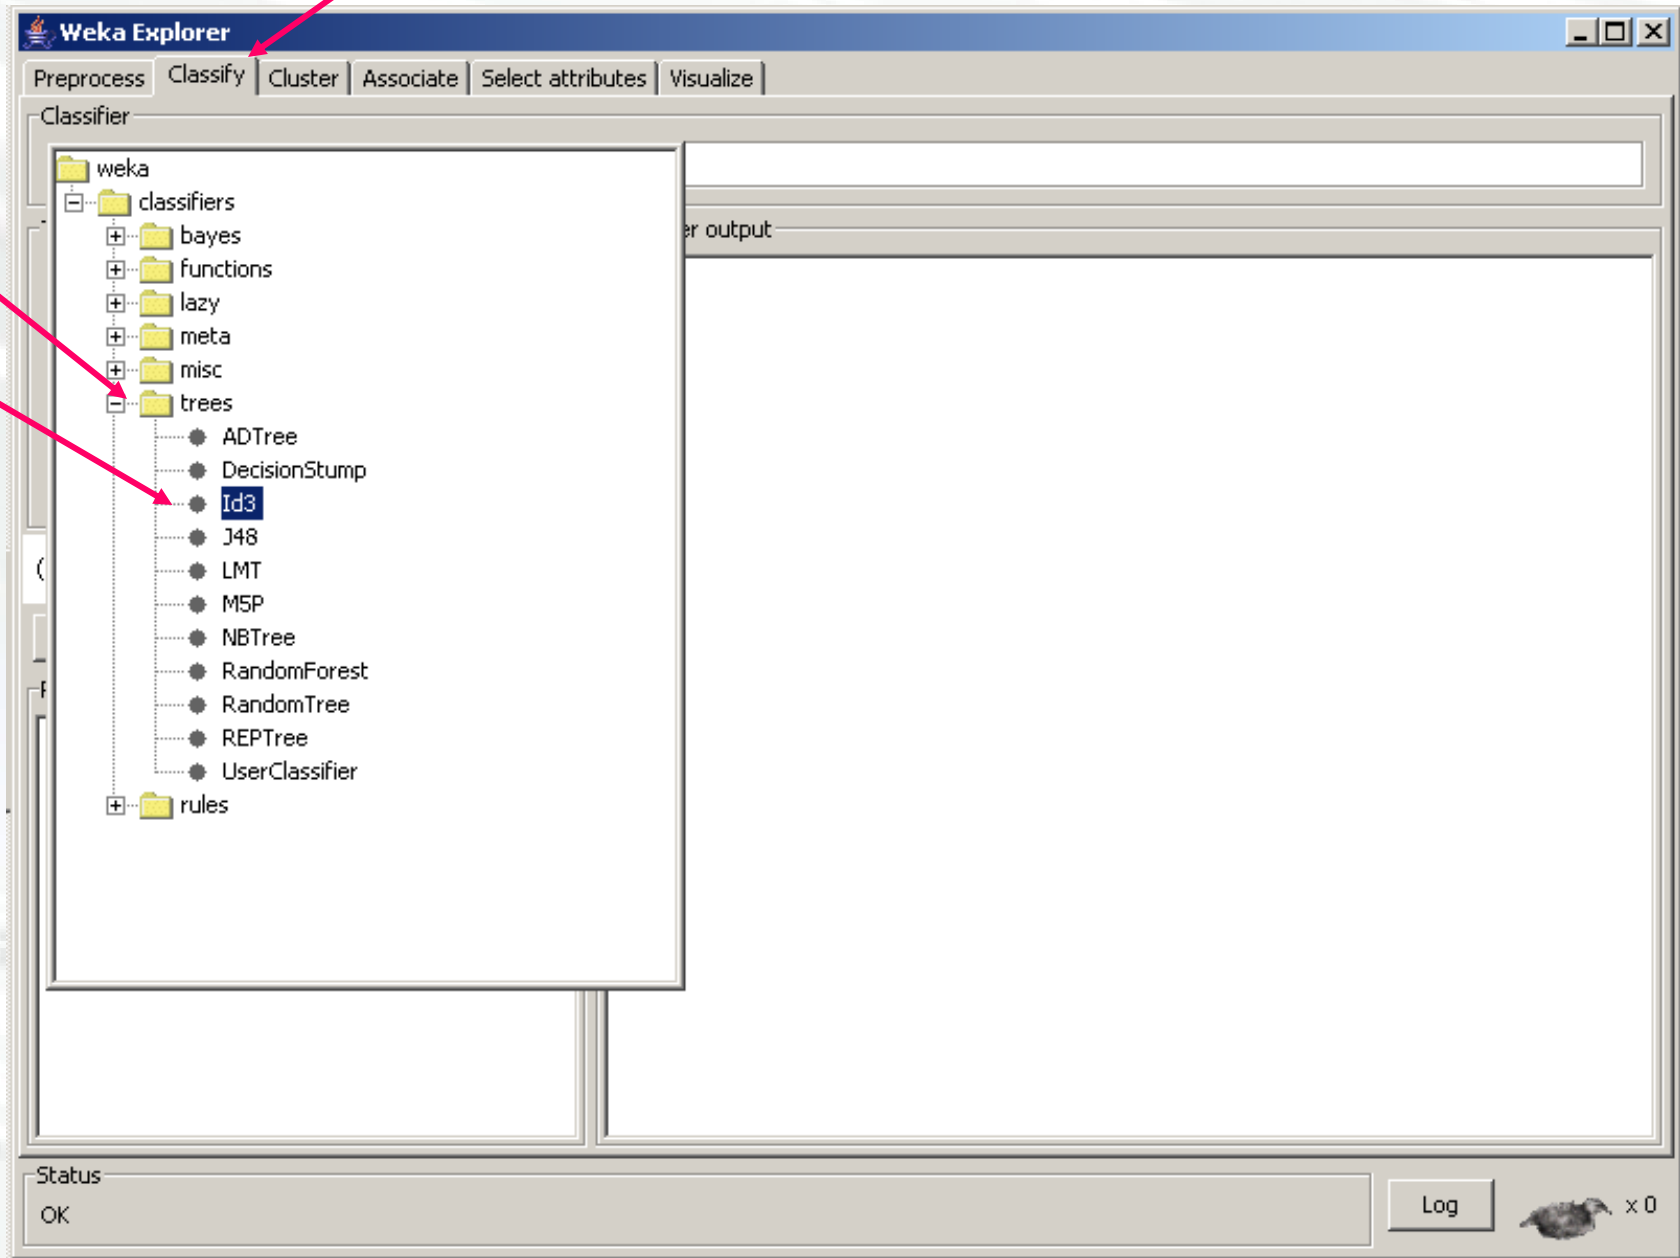 Weka Explorer
Preprocess Classify Cluster Associate Select attributes Visualize
Classifier
weka
classifiers
bayes
er output
functions
lazy
meta
misc
trees
ADTree
DecisionStump
Id3
J48
LMT
M5P
NBTree
RandomForest
RandomTree
REPTree
UserClassifier
rules
Status
OK
Log
x 0